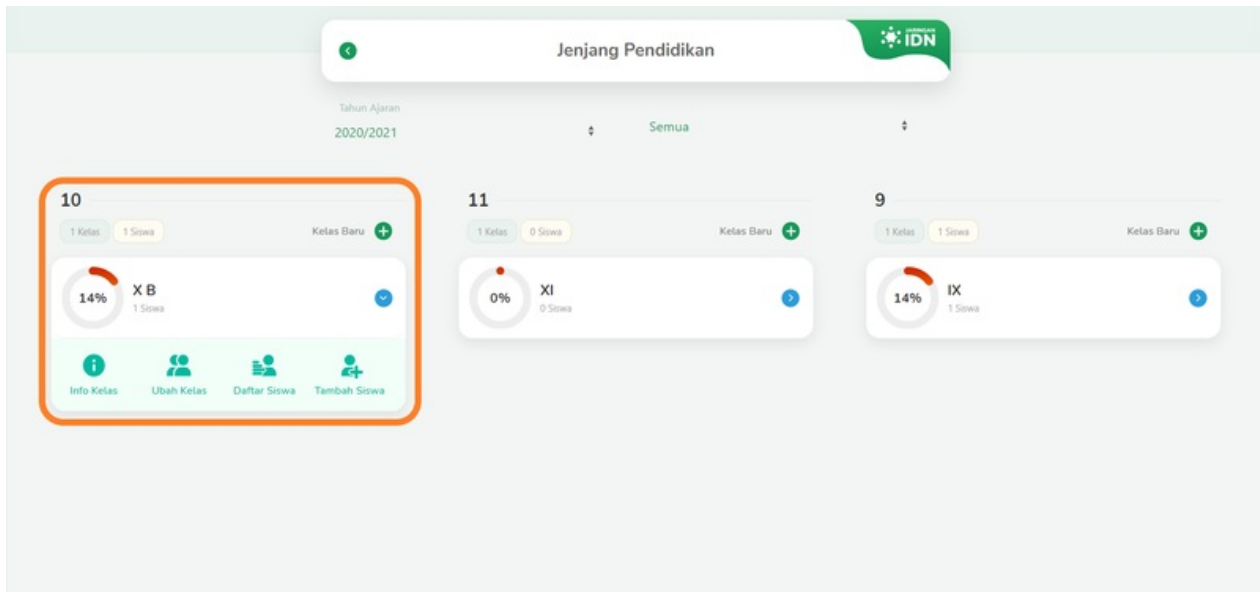 Jenjang Pendidikan
JARINGAN
IDN
Tahun Ajaran
2020/2021
Semua
10
1 Kelas 1 Siswa Kelas Baru
14%
X B
1 Siswa
Info Kelas Ubah Kelas Daftar Siswa Tambah Siswa
11
1 Kelas 0 Siswa Kelas Baru
0%
XI
0 Siswa
9
1 Kelas 1 Siswa Kelas Baru
14%
IX
1 Siswa